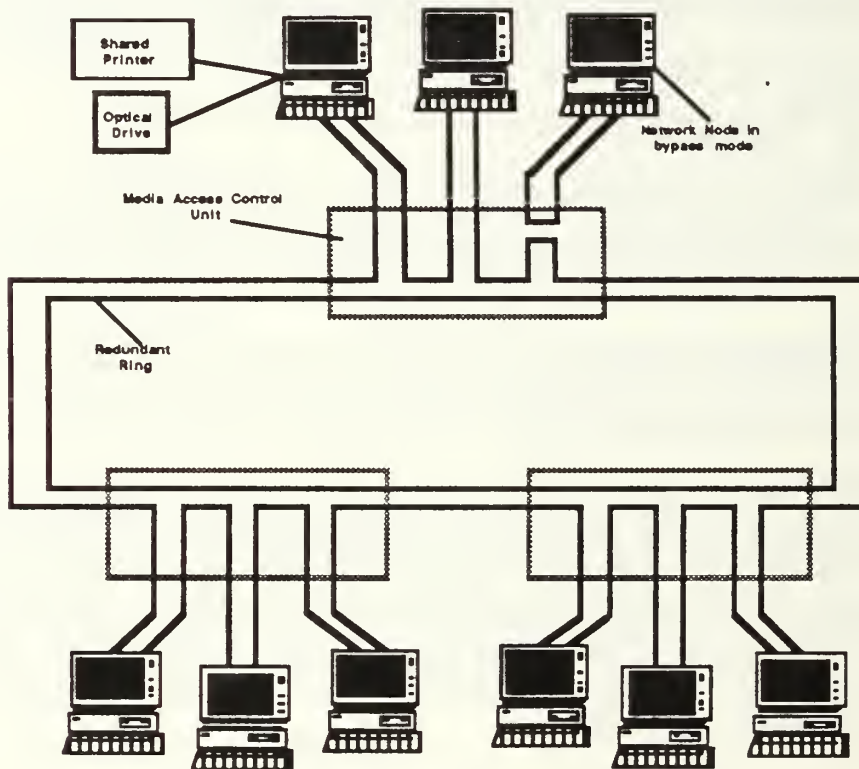 Shared
Printer
Optical
Drive
Network Node in
bypass mode
Media Access Control
Unit
Redundant
Ring